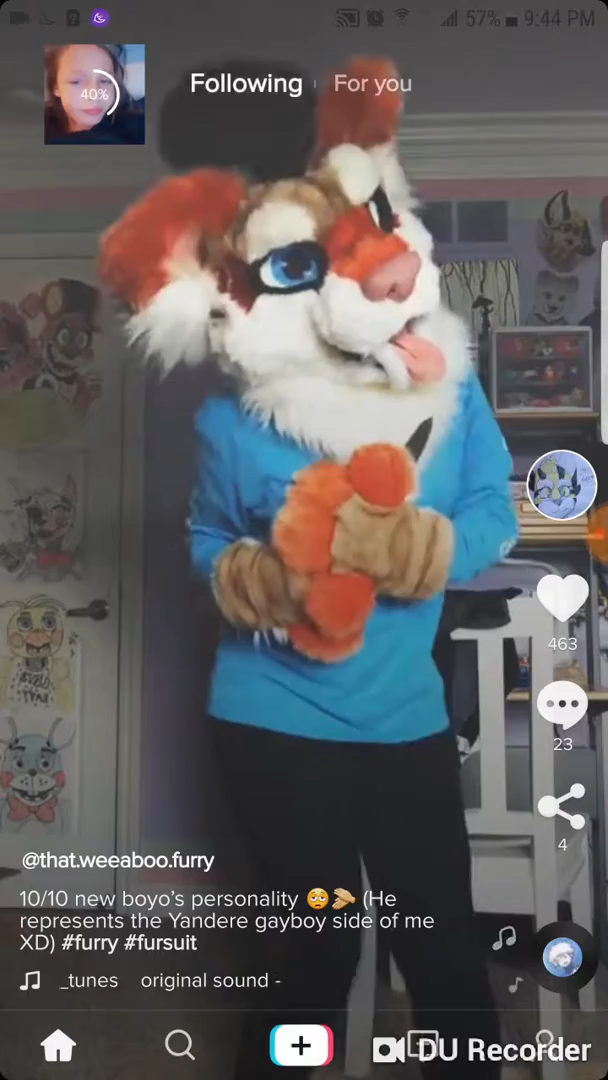 57% 9:44 PM
40%
Following
For you
463
23
4
@that.weeaboo.furry
10/10 new boyo's personality 🥺🤏🏼 (He
represents the Yandere gayboy side of me
XD) #furry #fursuit
_tunes original sound -
DU Recorder